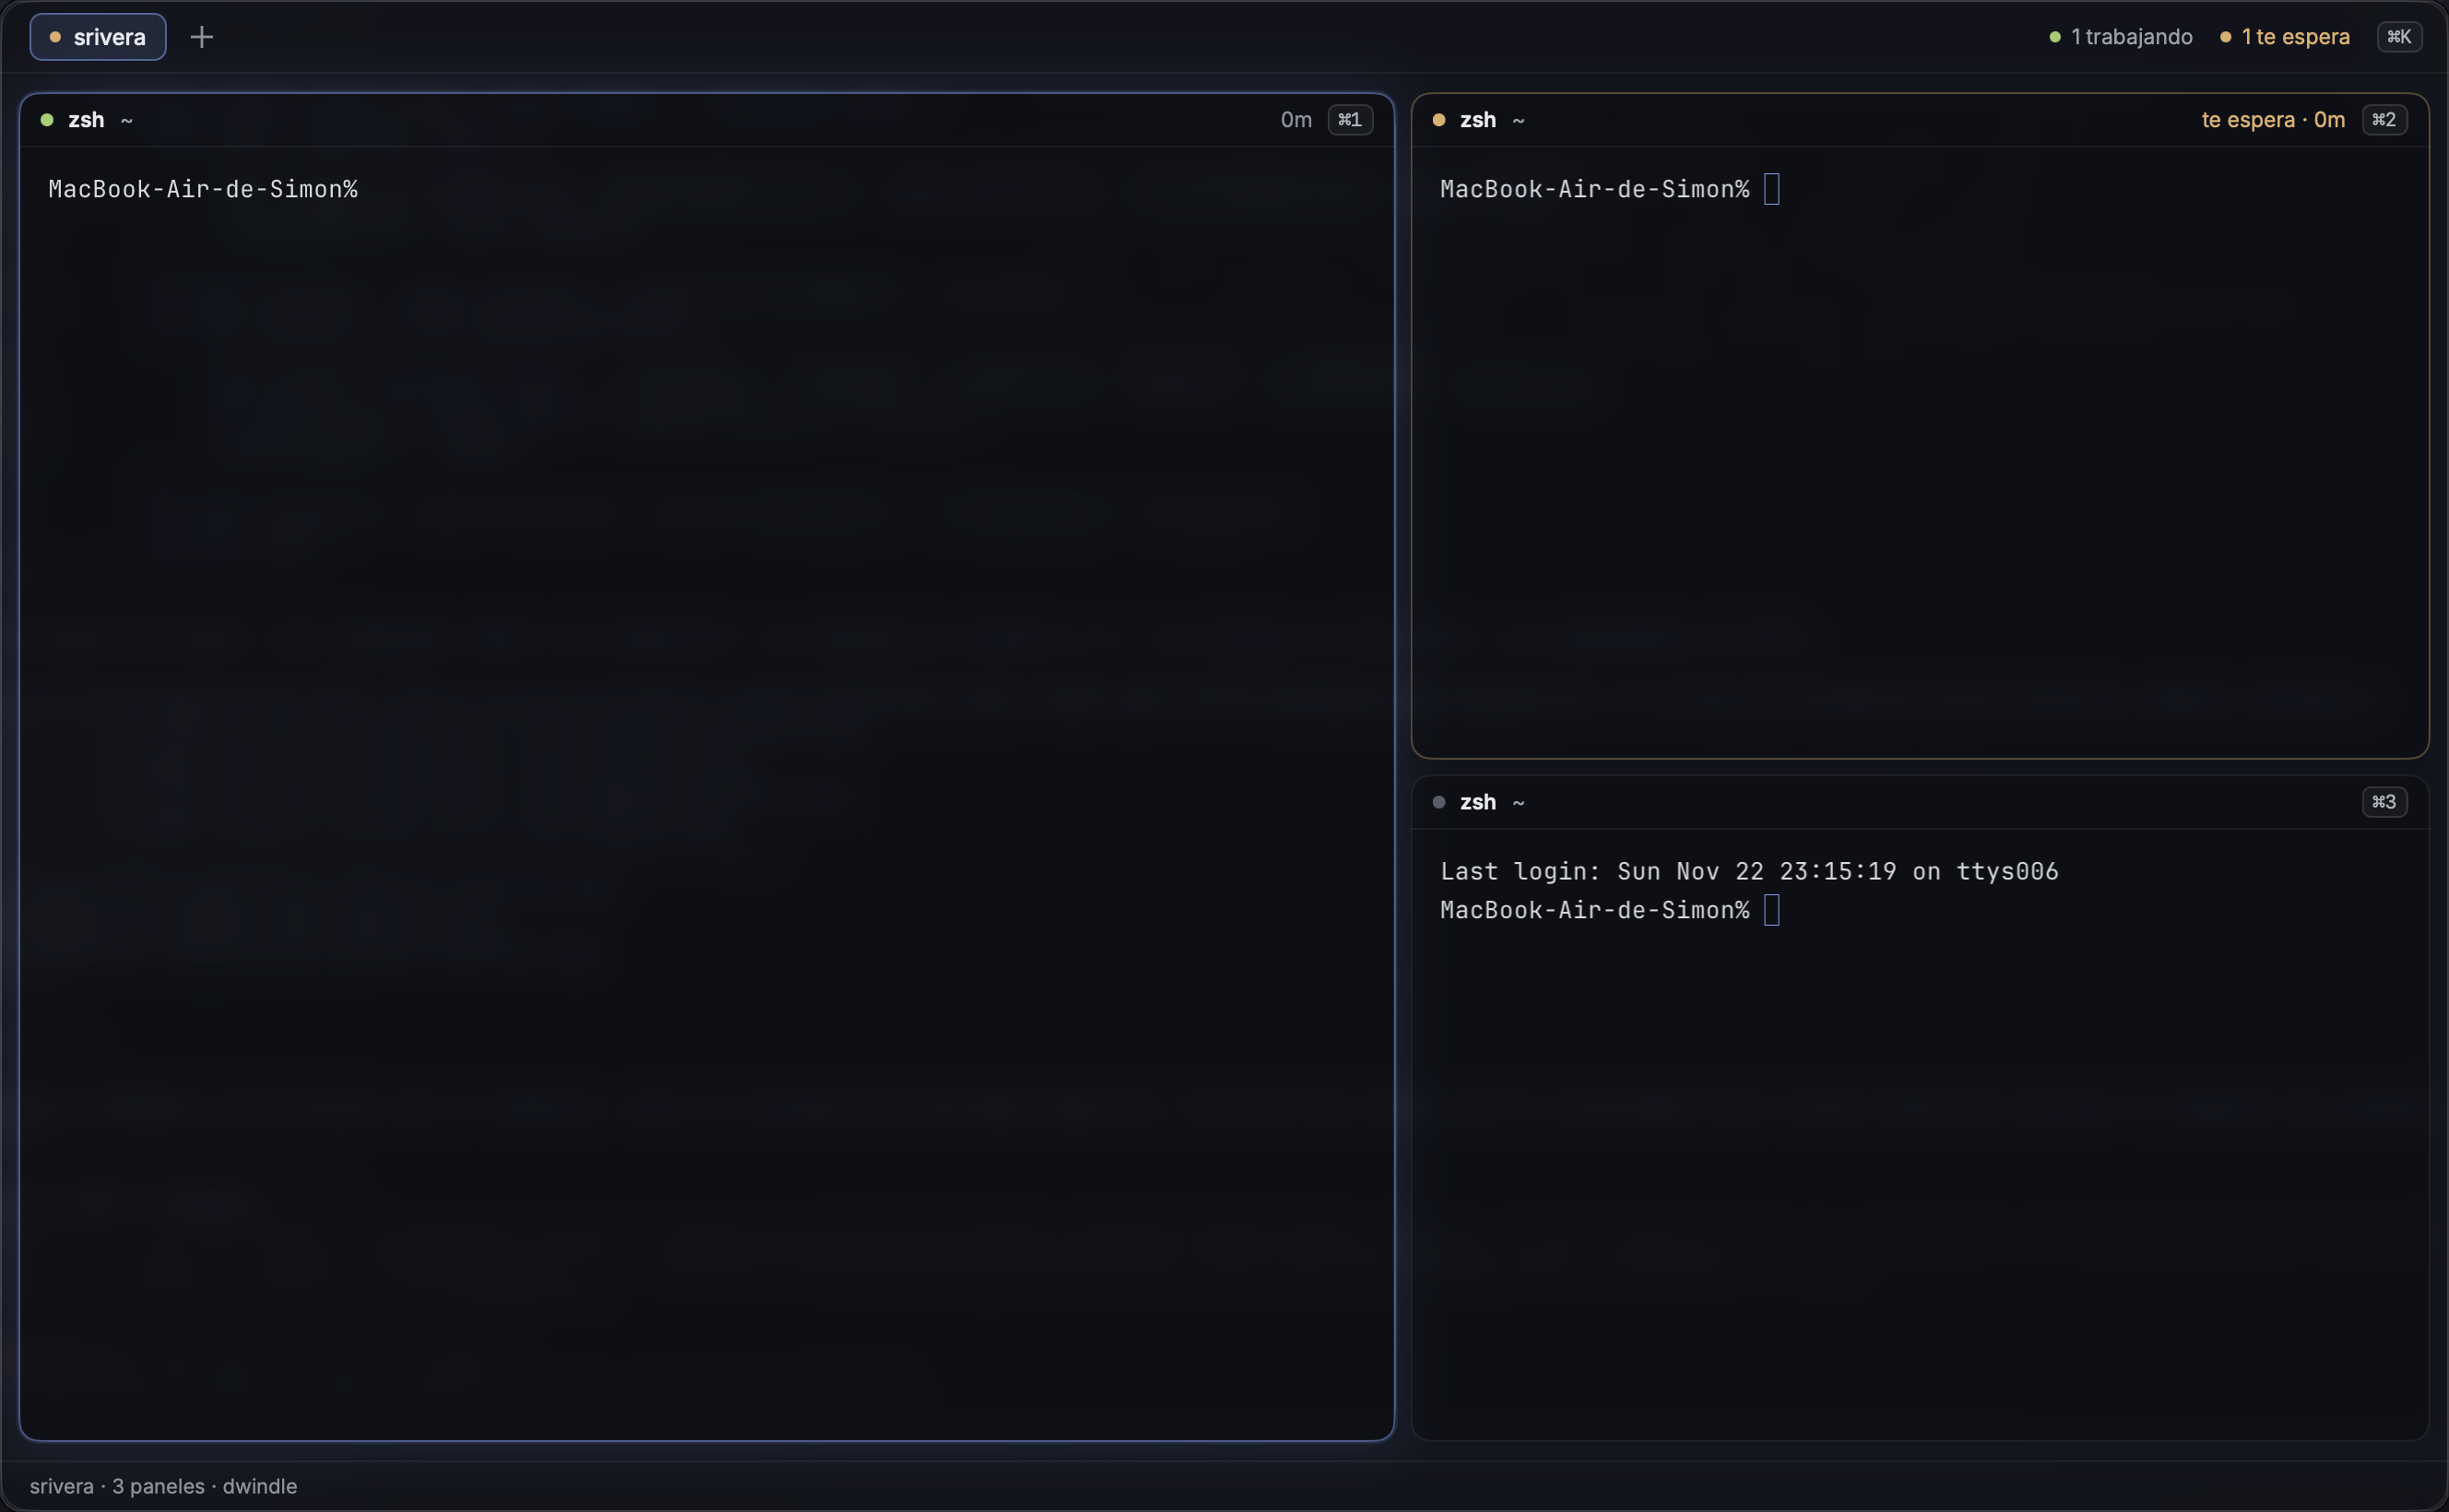 srivera
1 trabajando 1 te espera ⌘K
zsh ~ 0m ⌘1
MacBook-Air-de-Simon%
zsh ~ te espera · 0m ⌘2
MacBook-Air-de-Simon%
zsh ~ ⌘3
Last login: Sun Nov 22 23:15:19 on ttys006
MacBook-Air-de-Simon%
srivera · 3 paneles · dwindle